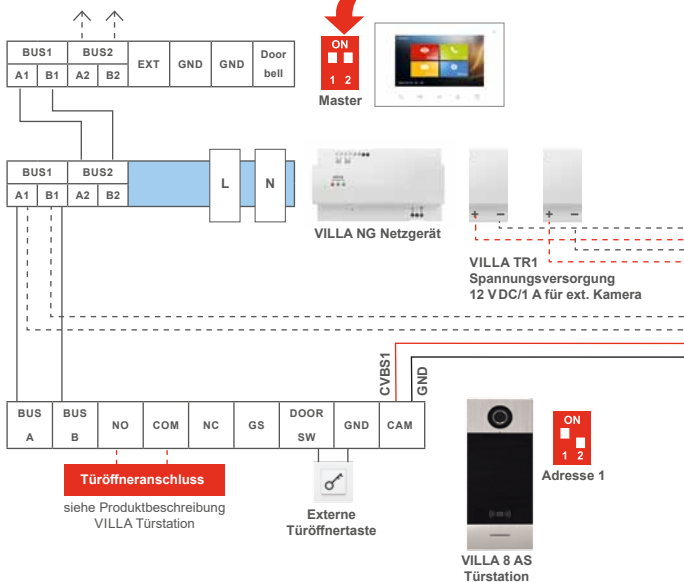 BUS1 BUS2 EXT GND GND Door bell
A1 B1 A2 B2
ON
1 2
Master
BUS1 BUS2 L N
A1 B1 A2 B2
VILLA NG Netzgerät
+ − + −
VILLA TR1
Spannungsversorgung
12 V DC/1 A für ext. Kamera
CVBS1
GND
BUS A BUS B NO COM NC GS DOOR SW GND CAM
Türöffneranschluss
siehe Produktbeschreibung
VILLA Türstation
Externe
Türöffnertaste
ON
1 2
Adresse 1
VILLA 8 AS
Türstation